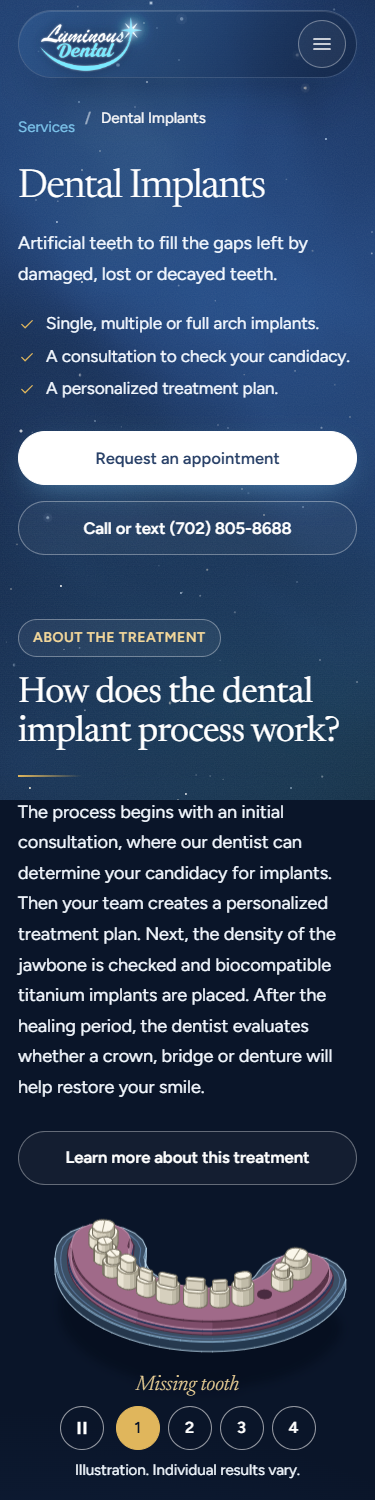 Luminous
Dental
Services / Dental Implants
Dental Implants
Artificial teeth to fill the gaps left by
damaged, lost or decayed teeth.
Single, multiple or full arch implants.
A consultation to check your candidacy.
A personalized treatment plan.
Request an appointment
Call or text (702) 805-8688
ABOUT THE TREATMENT
How does the dental
implant process work?
The process begins with an initial
consultation, where our dentist can
determine your candidacy for implants.
Then your team creates a personalized
treatment plan. Next, the density of the
jawbone is checked and biocompatible
titanium implants are placed. After the
healing period, the dentist evaluates
whether a crown, bridge or denture will
help restore your smile.
Learn more about this treatment
Missing tooth
1 2 3 4
Illustration. Individual results vary.